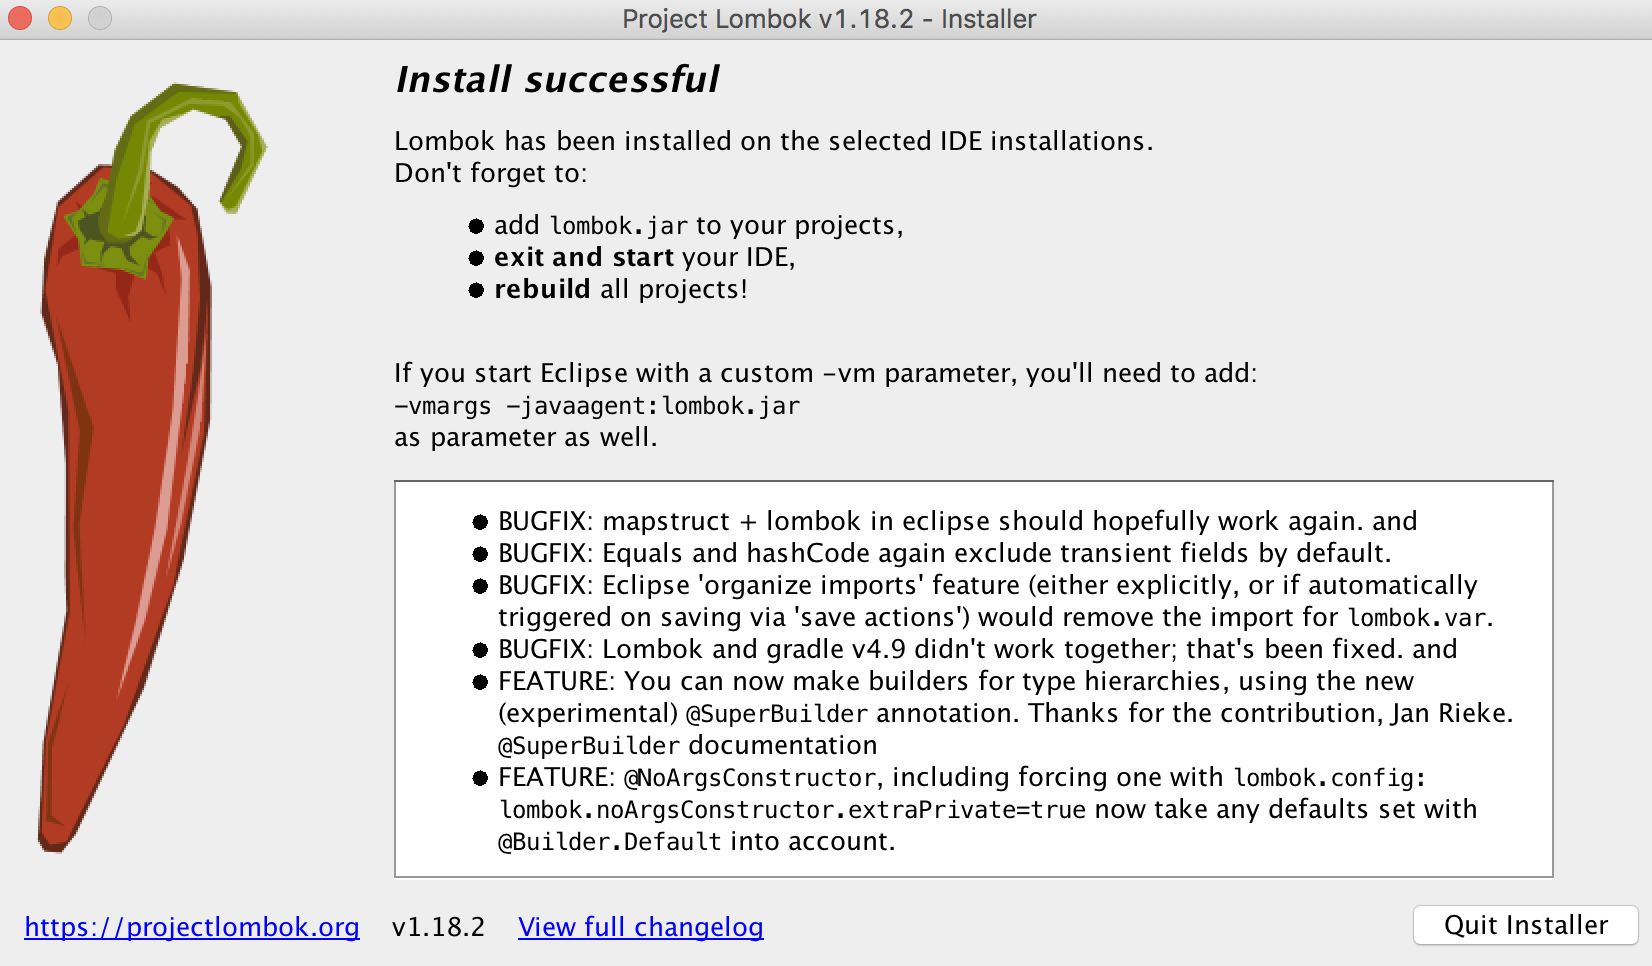 Project Lombok v1.18.2 - Installer
Install successful
Lombok has been installed on the selected IDE installations.
Don't forget to:
● add lombok.jar to your projects,
● exit and start your IDE,
● rebuild all projects!
If you start Eclipse with a custom -vm parameter, you'll need to add:
-vmargs -javaagent:lombok.jar
as parameter as well.
● BUGFIX: mapstruct + lombok in eclipse should hopefully work again. and
● BUGFIX: Equals and hashCode again exclude transient fields by default.
● BUGFIX: Eclipse 'organize imports' feature (either explicitly, or if automatically
triggered on saving via 'save actions') would remove the import for lombok.var.
● BUGFIX: Lombok and gradle v4.9 didn't work together; that's been fixed. and
● FEATURE: You can now make builders for type hierarchies, using the new
(experimental) @SuperBuilder annotation. Thanks for the contribution, Jan Rieke.
@SuperBuilder documentation
● FEATURE: @NoArgsConstructor, including forcing one with lombok.config:
lombok.noArgsConstructor.extraPrivate=true now take any defaults set with
@Builder.Default into account.
https://projectlombok.org v1.18.2 View full changelog Quit Installer